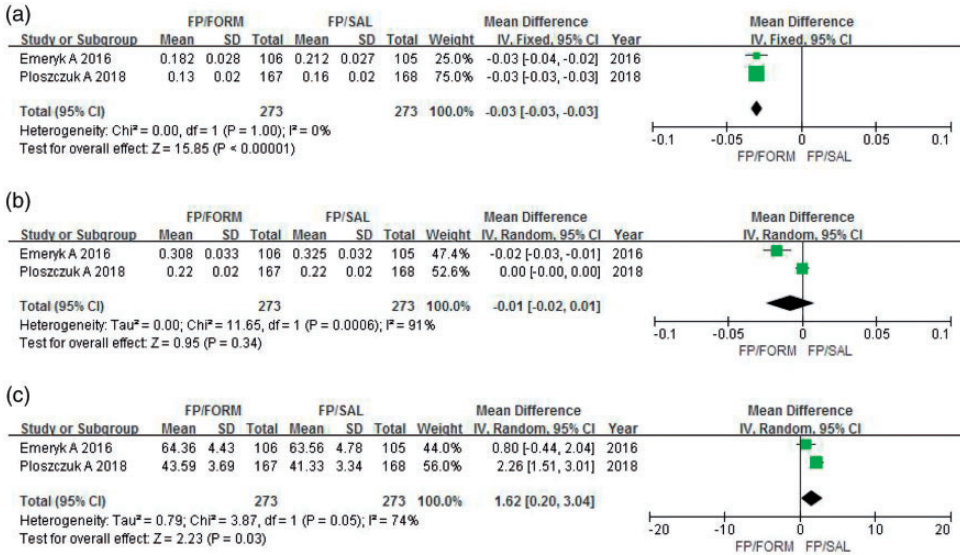 (a)
FP/FORM FP/SAL Mean Difference Mean Difference
Study or Subgroup Mean SD Total Mean SD Total Weight IV, Fixed, 95% CI Year IV, Fixed, 95% CI
Emeryk A 2016 0.182 0.028 106 0.212 0.027 105 25.0% -0.03 [-0.04, -0.02] 2016
Ploszczuk A 2018 0.13 0.02 167 0.16 0.02 168 75.0% -0.03 [-0.03, -0.03] 2018
Total (95% CI) 273 273 100.0% -0.03 [-0.03, -0.03]
Heterogeneity: Chi² = 0.00, df = 1 (P = 1.00); I² = 0%
Test for overall effect: Z = 15.85 (P < 0.00001)
-0.1 -0.05 0 0.05 0.1
FP/FORM FP/SAL
(b)
FP/FORM FP/SAL Mean Difference Mean Difference
Study or Subgroup Mean SD Total Mean SD Total Weight IV, Random, 95% CI Year IV, Random, 95% CI
Emeryk A 2016 0.308 0.033 106 0.325 0.032 105 47.4% -0.02 [-0.03, -0.01] 2016
Ploszczuk A 2018 0.22 0.02 167 0.22 0.02 168 52.6% 0.00 [-0.00, 0.00] 2018
Total (95% CI) 273 273 100.0% -0.01 [-0.02, 0.01]
Heterogeneity: Tau² = 0.00; Chi² = 11.65, df = 1 (P = 0.0006); I² = 91%
Test for overall effect: Z = 0.95 (P = 0.34)
-0.1 -0.05 0 0.05 0.1
FP/FORM FP/SAL
(c)
FP/FORM FP/SAL Mean Difference Mean Difference
Study or Subgroup Mean SD Total Mean SD Total Weight IV, Random, 95% CI Year IV, Random, 95% CI
Emeryk A 2016 64.36 4.43 106 63.56 4.78 105 44.0% 0.80 [-0.44, 2.04] 2016
Ploszczuk A 2018 43.59 3.69 167 41.33 3.34 168 56.0% 2.26 [1.51, 3.01] 2018
Total (95% CI) 273 273 100.0% 1.62 [0.20, 3.04]
Heterogeneity: Tau² = 0.79; Chi² = 3.87, df = 1 (P = 0.05); I² = 74%
Test for overall effect: Z = 2.23 (P = 0.03)
-20 -10 0 10 20
FP/FORM FP/SAL